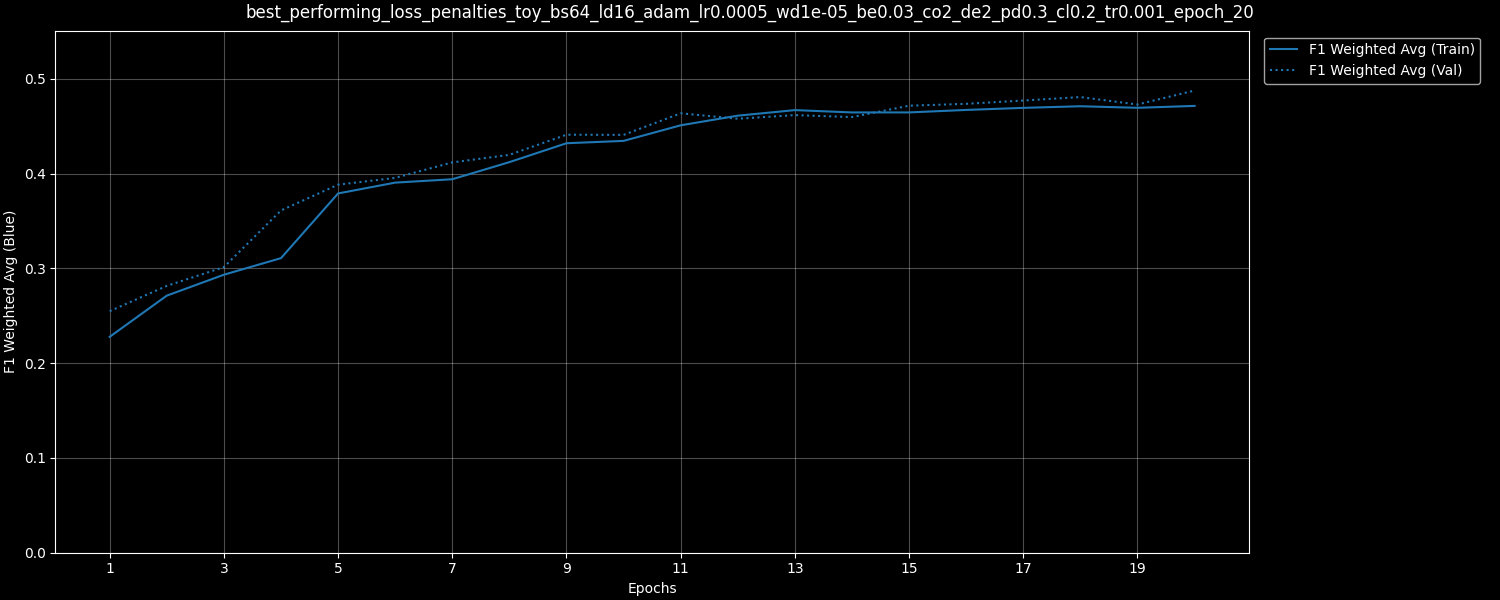 best_performing_loss_penalties_toy_bs64_ld16_adam_lr0.0005_wd1e-05_be0.03_co2_de2_pd0.3_cl0.2_tr0.001_epoch_20
F1 Weighted Avg (Train)
F1 Weighted Avg (Val)
F1 Weighted Avg (Blue)
0.5
0.4
0.3
0.2
0.1
0.0
1 3 5 7 9 11 13 15 17 19
Epochs